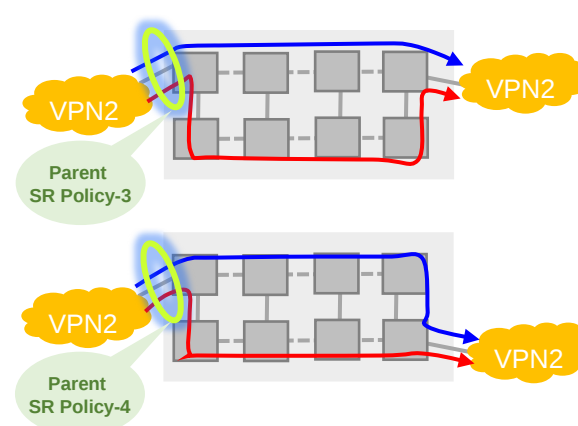 VPN2
VPN2
Parent
SR Policy-3
VPN2
VPN2
Parent
SR Policy-4